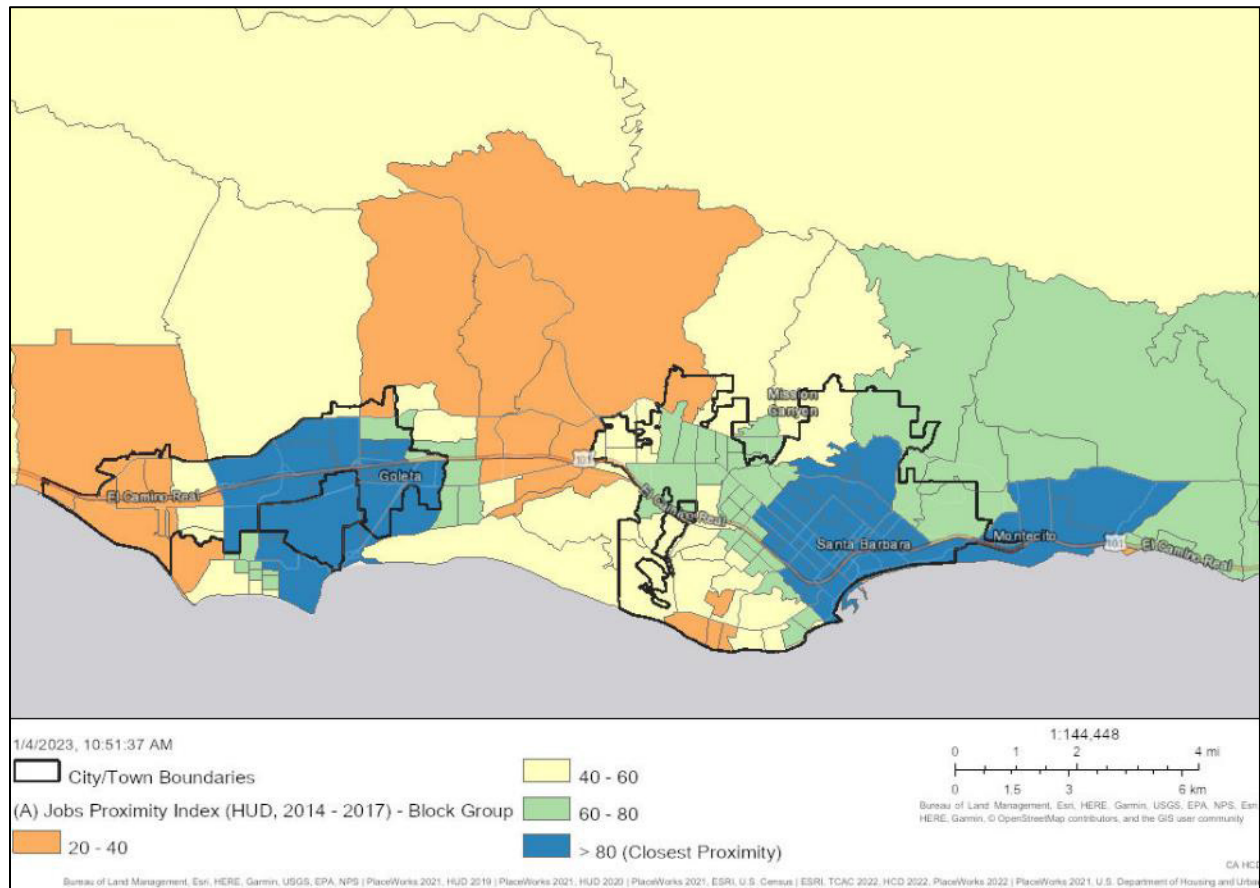 Mission
Canyon
Goleta
101
El Camino Real
El Camino-Real
Santa Barbara
Montecito
101
El Camino-Real
1/4/2023, 10:51:37 AM
City/Town Boundaries
(A) Jobs Proximity Index (HUD, 2014 - 2017) - Block Group
20 - 40
40 - 60
60 - 80
> 80 (Closest Proximity)
1:144,448
0 1 2 4 mi
0 1.5 3 6 km
Bureau of Land Management, Esri, HERE, Garmin, USGS, EPA, NPS, Esri,
HERE, Garmin, © OpenStreetMap contributors, and the GIS user community
CA HCD
Bureau of Land Management, Esri, HERE, Garmin, USGS, EPA, NPS | PlaceWorks 2021, HUD 2019 | PlaceWorks 2021, HUD 2020 | PlaceWorks 2021, ESRI, U.S. Census | ESRI, TCAC 2022, HCD 2022, PlaceWorks 2022 | PlaceWorks 2021, U.S. Department of Housing and